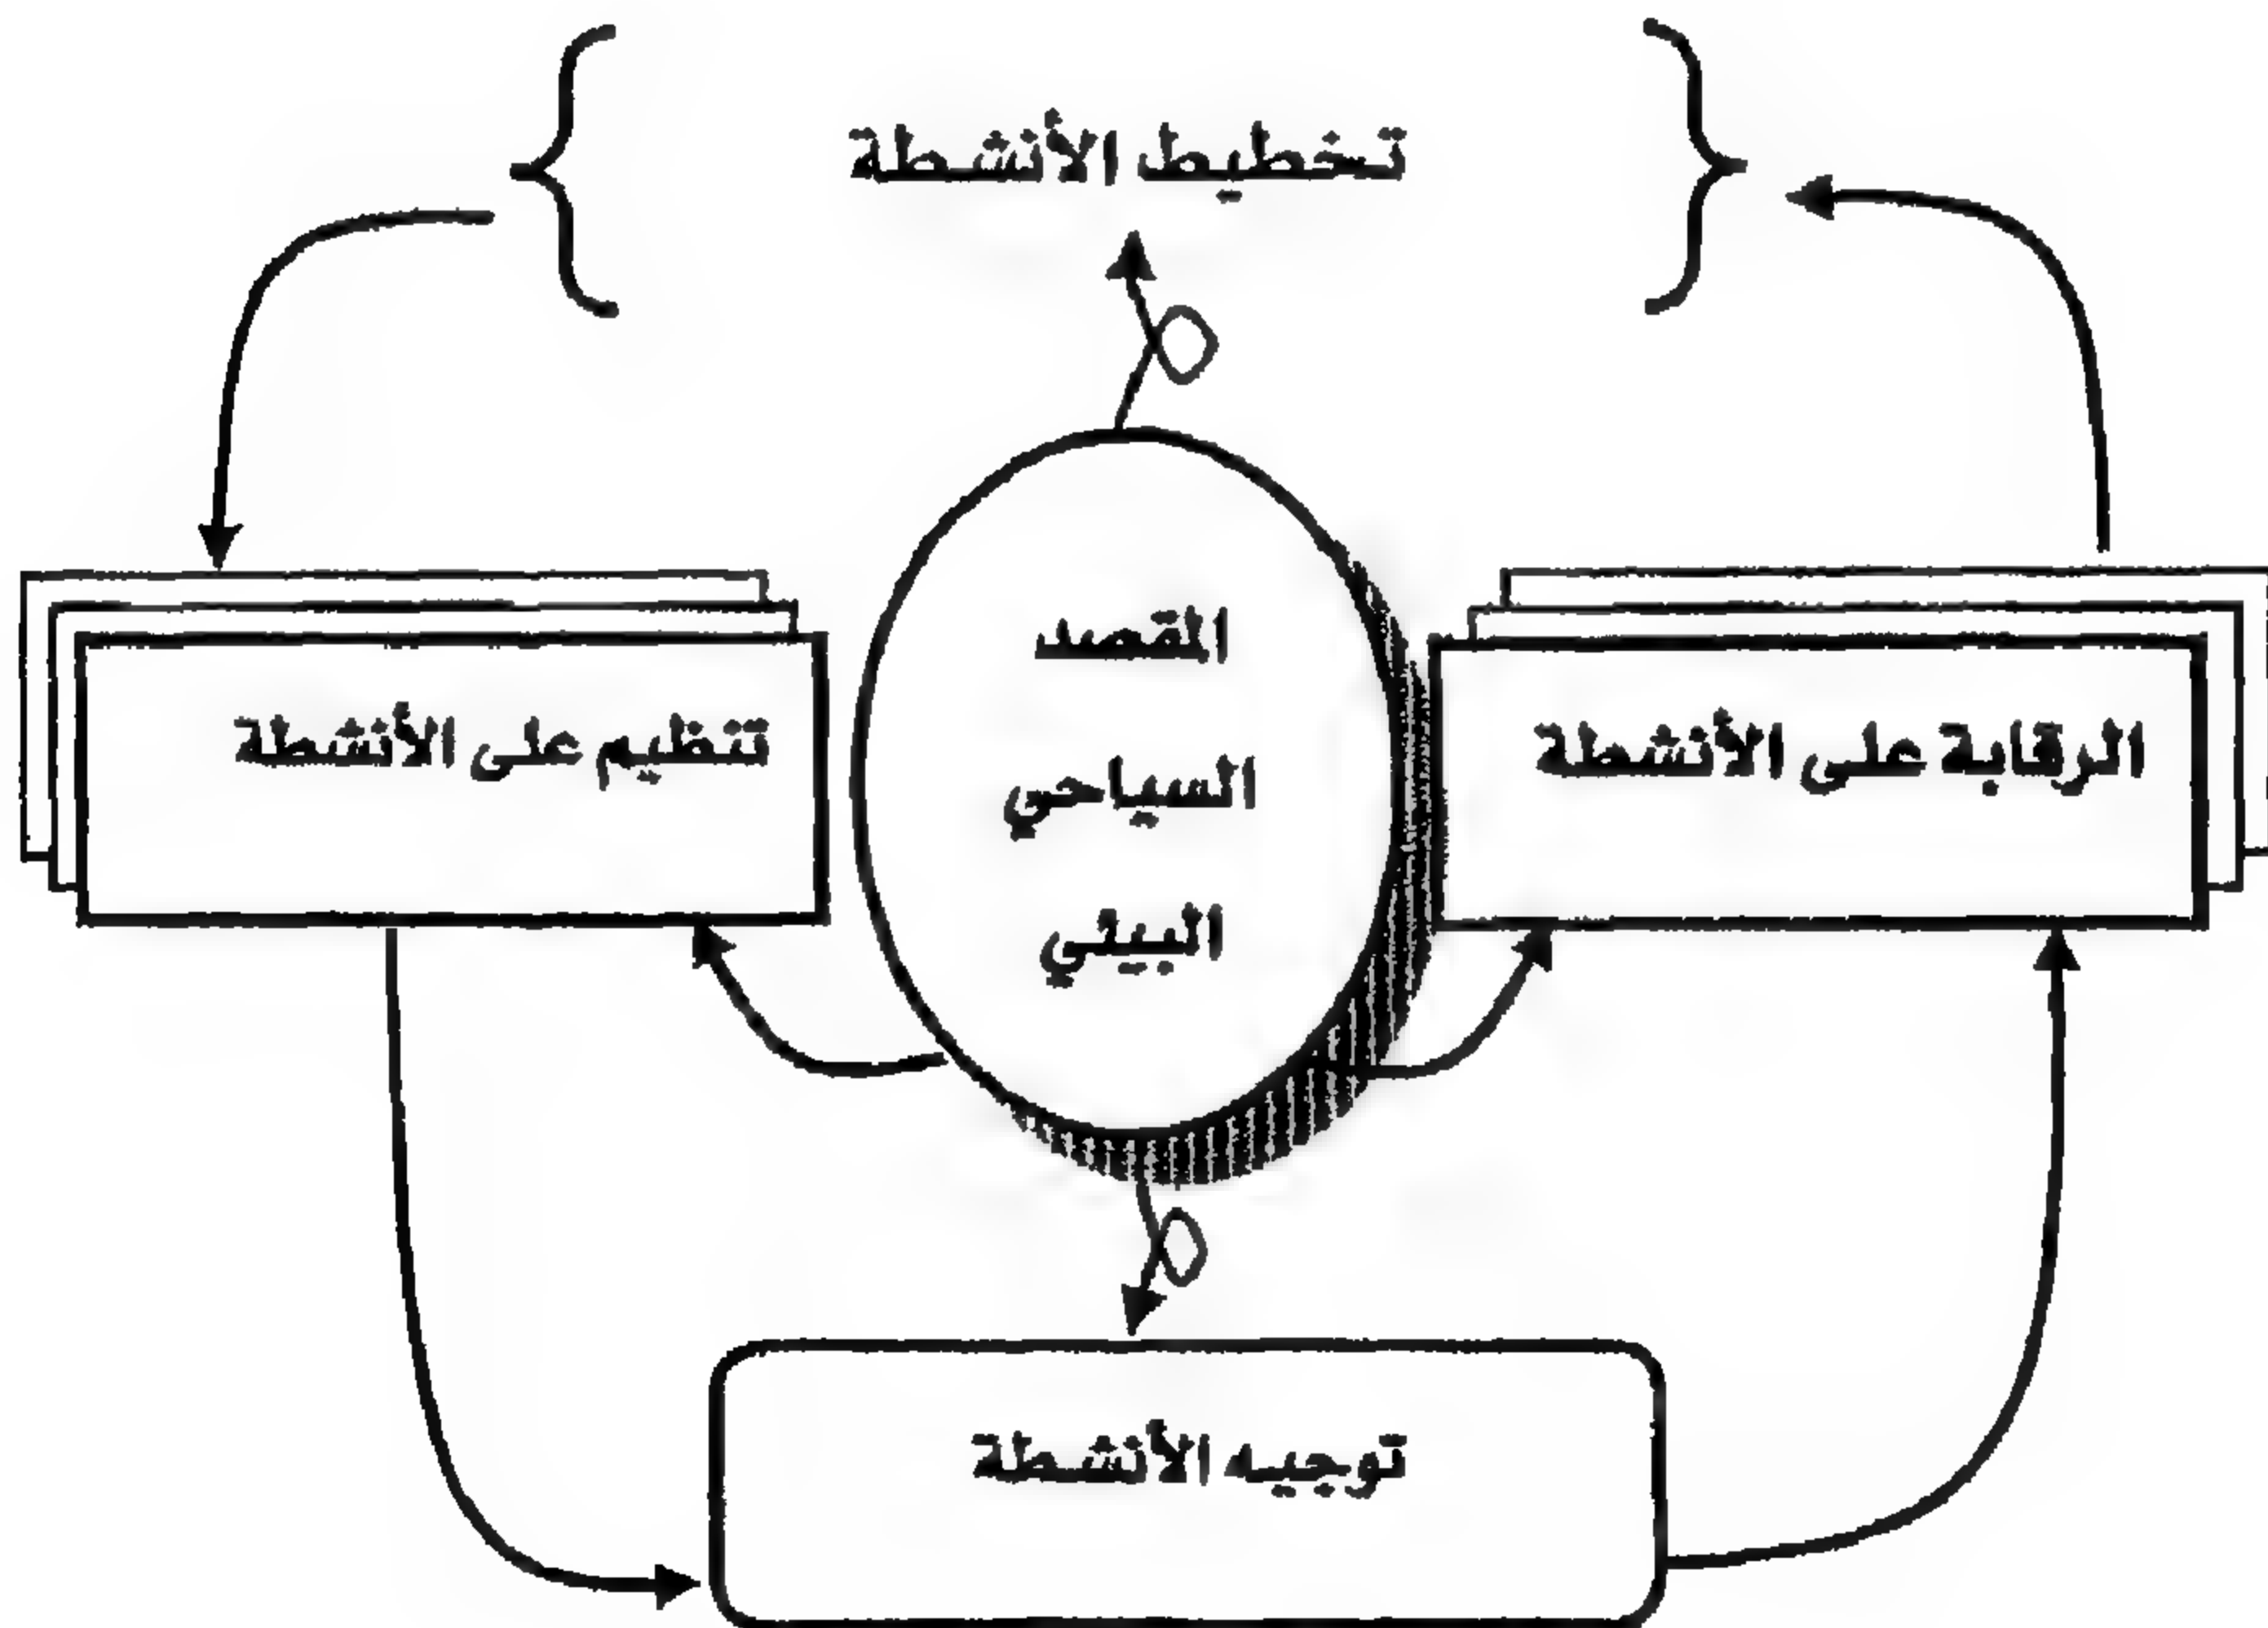 تخطيط الأنشطة
الرقابة على الأنشطة
المقصد
السياحي
البيئي
تنظيم على الأنشطة
توجيه الأنشطة